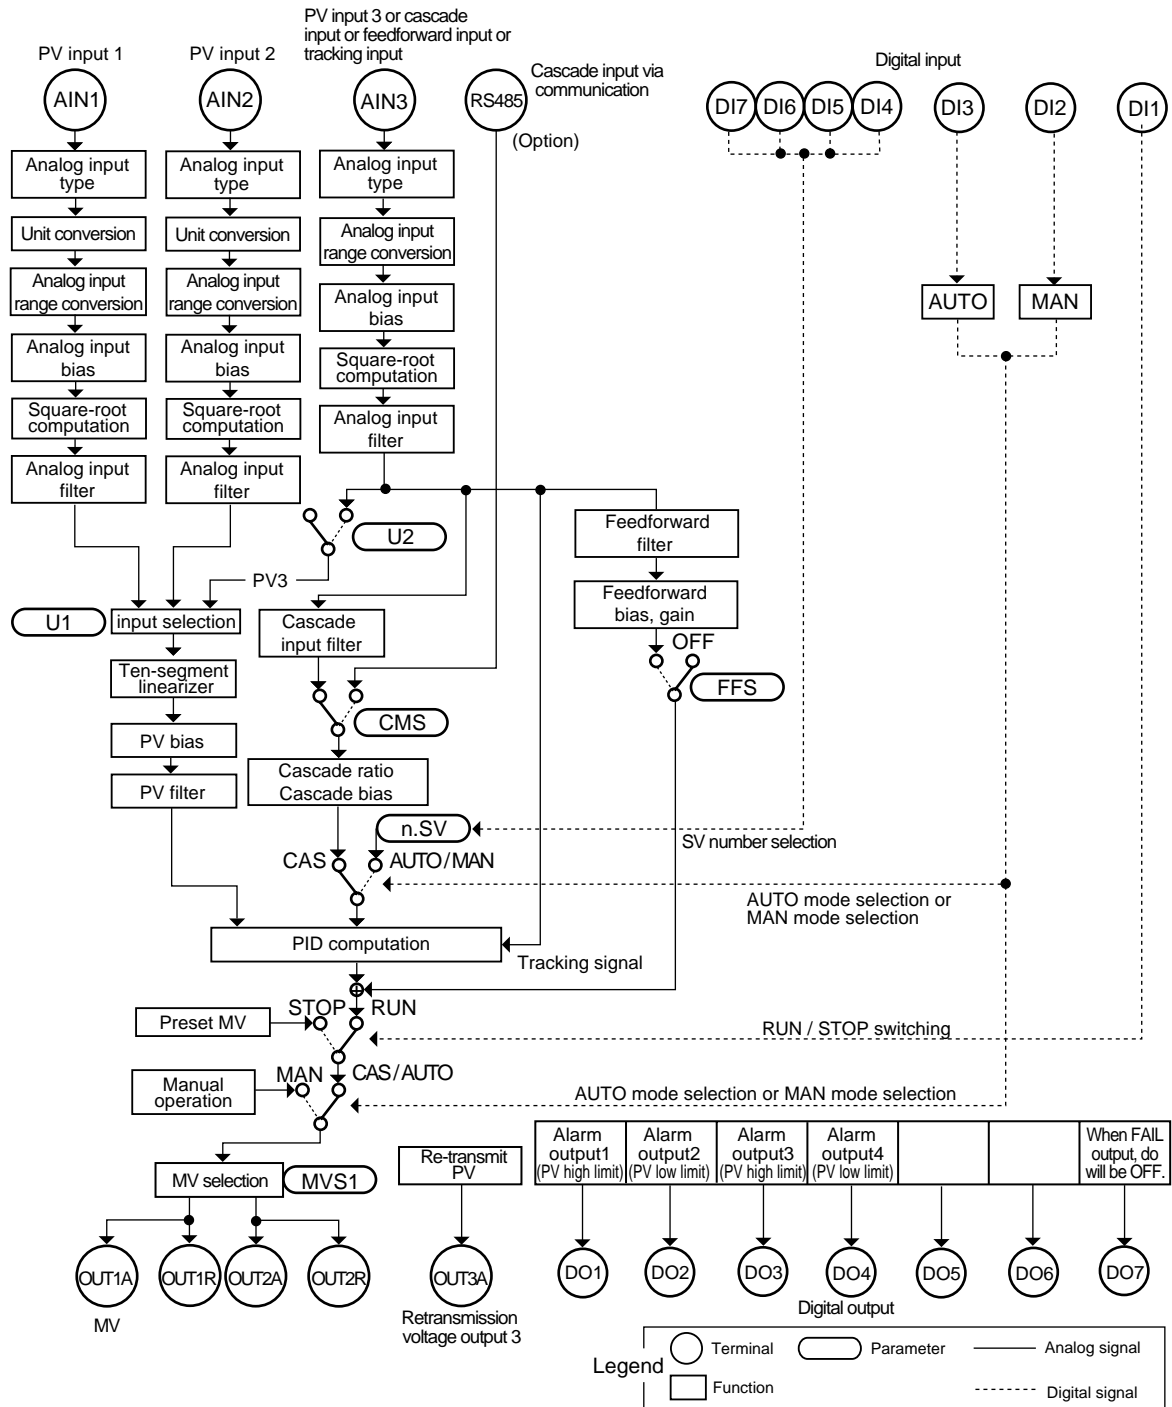 PV input 1
PV input 2
PV input 3 or cascade
input or feedforward input or
tracking input
Cascade input via
communication
(Option)
Digital input
AIN1
AIN2
AIN3
RS485
DI7
DI6
DI5
DI4
DI3
DI2
DI1
Analog input
type
Unit conversion
Analog input
range conversion
Analog input
bias
Square-root
computation
Analog input
filter
Analog input
type
Unit conversion
Analog input
range conversion
Analog input
bias
Square-root
computation
Analog input
filter
Analog input
type
Analog input
range conversion
Analog input
bias
Square-root
computation
Analog input
filter
AUTO
MAN
U2
PV3
Feedforward
filter
Feedforward
bias, gain
OFF
FFS
U1
input selection
Ten-segment
linearizer
PV bias
PV filter
Cascade
input filter
CMS
Cascade ratio
Cascade bias
n.SV
SV number selection
CAS
AUTO/MAN
AUTO mode selection or
MAN mode selection
PID computation
Tracking signal
STOP
RUN
Preset MV
RUN / STOP switching
MAN
CAS/AUTO
Manual
operation
AUTO mode selection or MAN mode selection
MV selection
MVS1
Re-transmit
PV
Alarm
output1
(PV high limit)
Alarm
output2
(PV low limit)
Alarm
output3
(PV high limit)
Alarm
output4
(PV low limit)
When FAIL
output, do
will be OFF.
OUT1A
OUT1R
OUT2A
OUT2R
OUT3A
DO1
DO2
DO3
DO4
DO5
DO6
DO7
MV
Retransmission
voltage output 3
Digital output
Legend
Terminal
Parameter
Analog signal
Function
Digital signal